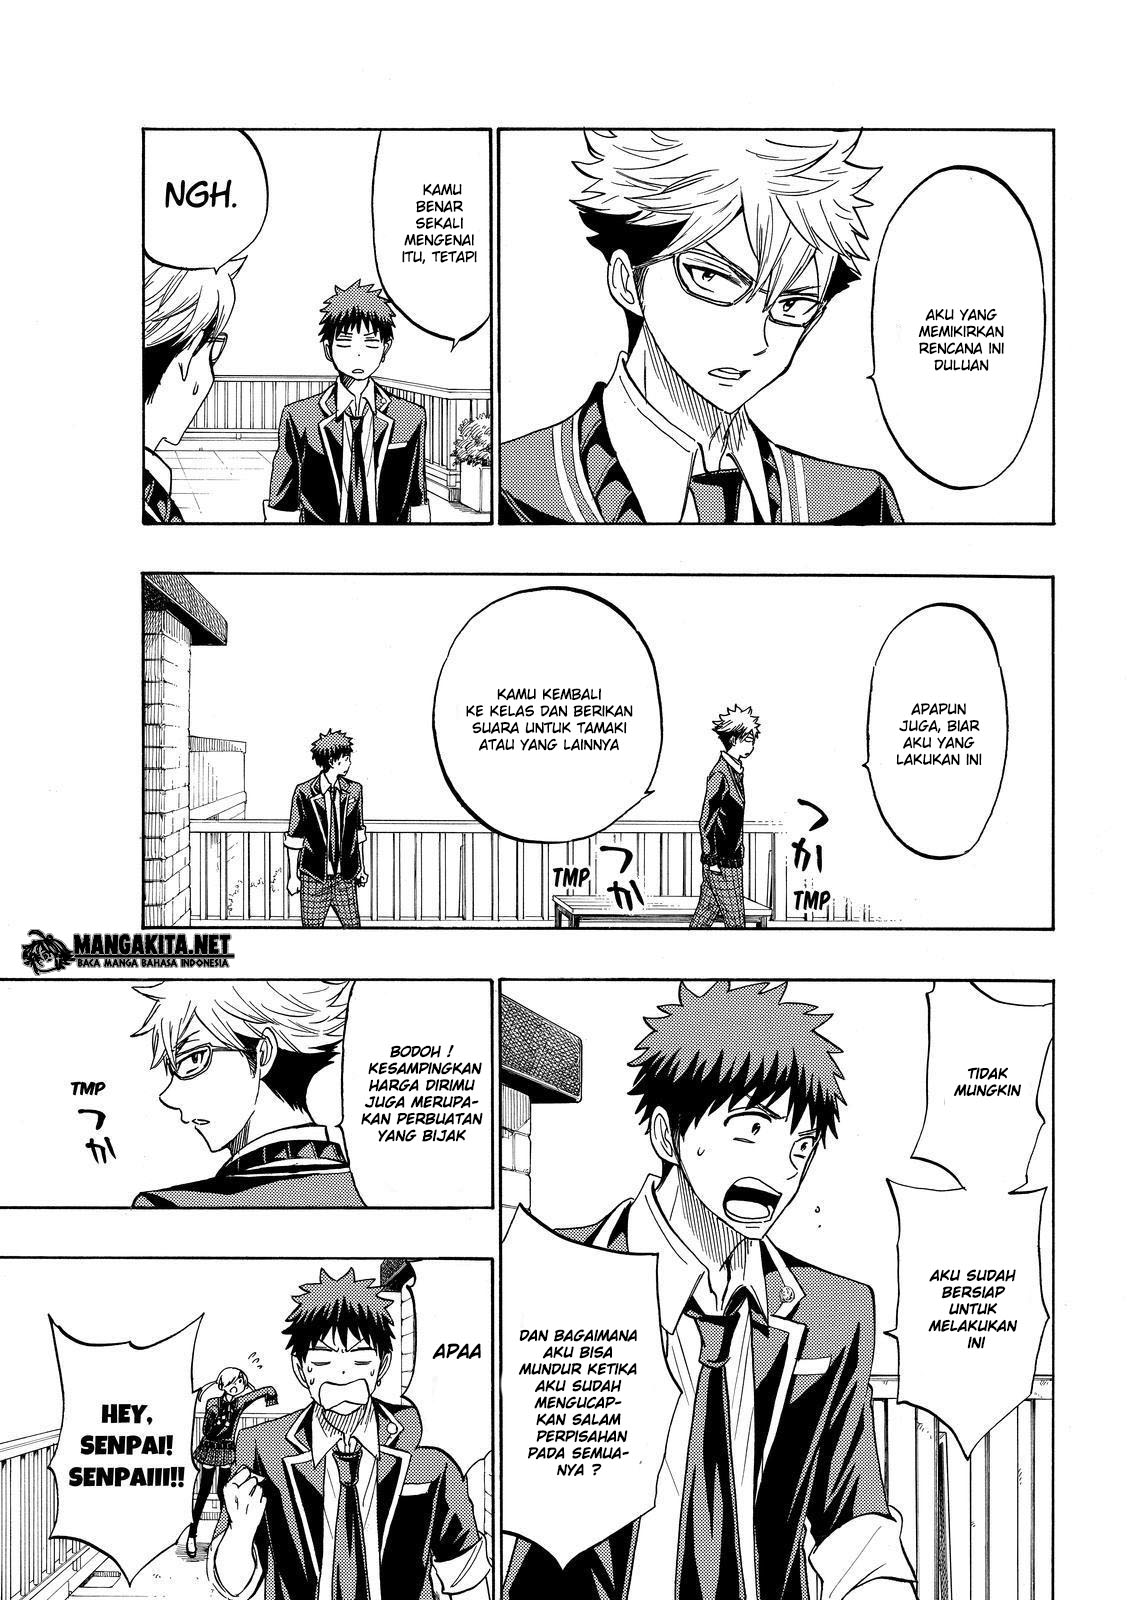 AKU YANG
MEMIKIRKAN
RENCANA INI
DULUAN
KAMU
BENAR
SEKALI
MENGENAI
ITU, TETAPI
NGH.
APAPUN
JUGA, BIAR
AKU YANG
LAKUKAN INI
つ
か
TMP
KAMU KEMBALI
KE KELAS DAN BERIKAN
SUARA UNTUK TAMAKI
ATAU YANG LAINNYA
つ
か
TMP
MANGAKITA.NET
BACA MANGA BAHASA INDONESIA
TIDAK
MUNGKIN
AKU SUDAH
BERSIAP
UNTUK
MELAKUKAN
INI
DAN BAGAIMANA
AKU BISA
MUNDUR KETIKA
AKU SUDAH
MENGUCAP-
KAN SALAM
PERPISAHAN
PADA SEMUA-
NYA ?
BODOH !
KESAMPINGKAN
HARGA DIRIMU
JUGA MERUPA-
KAN PERBUATAN
YANG BIJAK
TMP
つ
か
APAA
HEY,
SENPAI!
SENPAIII!!